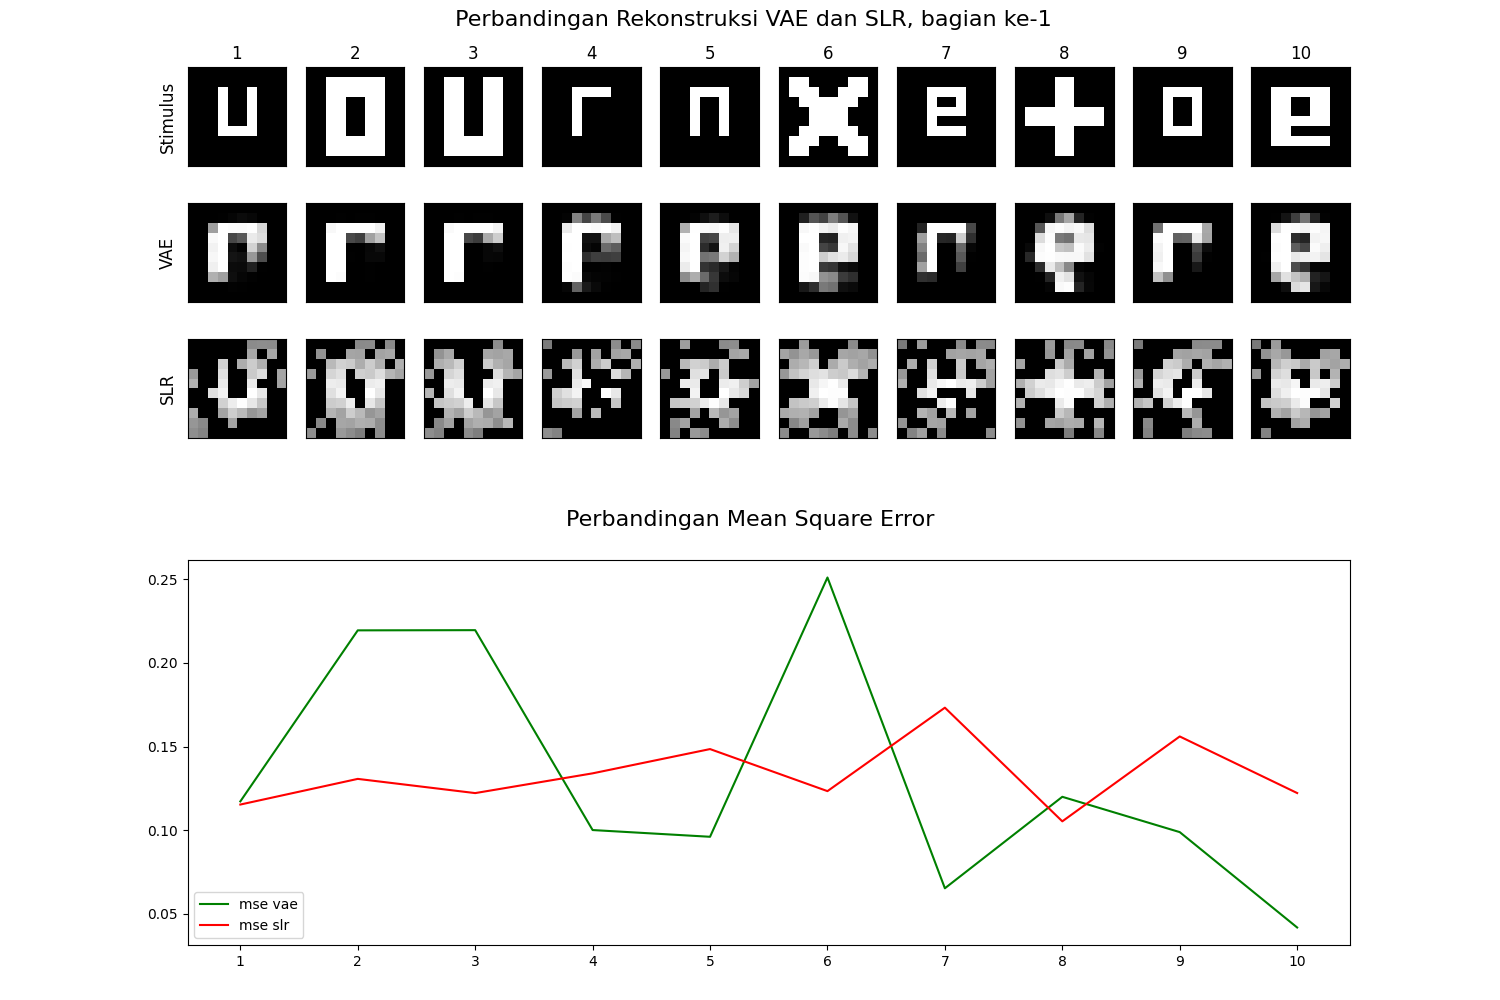 Perbandingan Rekonstruksi VAE dan SLR, bagian ke-1
1 2 3 4 5 6 7 8 9 10
Stimulus
VAE
SLR
Perbandingan Mean Square Error
0.25
0.20
0.15
0.10
0.05
mse vae
mse slr
1 2 3 4 5 6 7 8 9 10